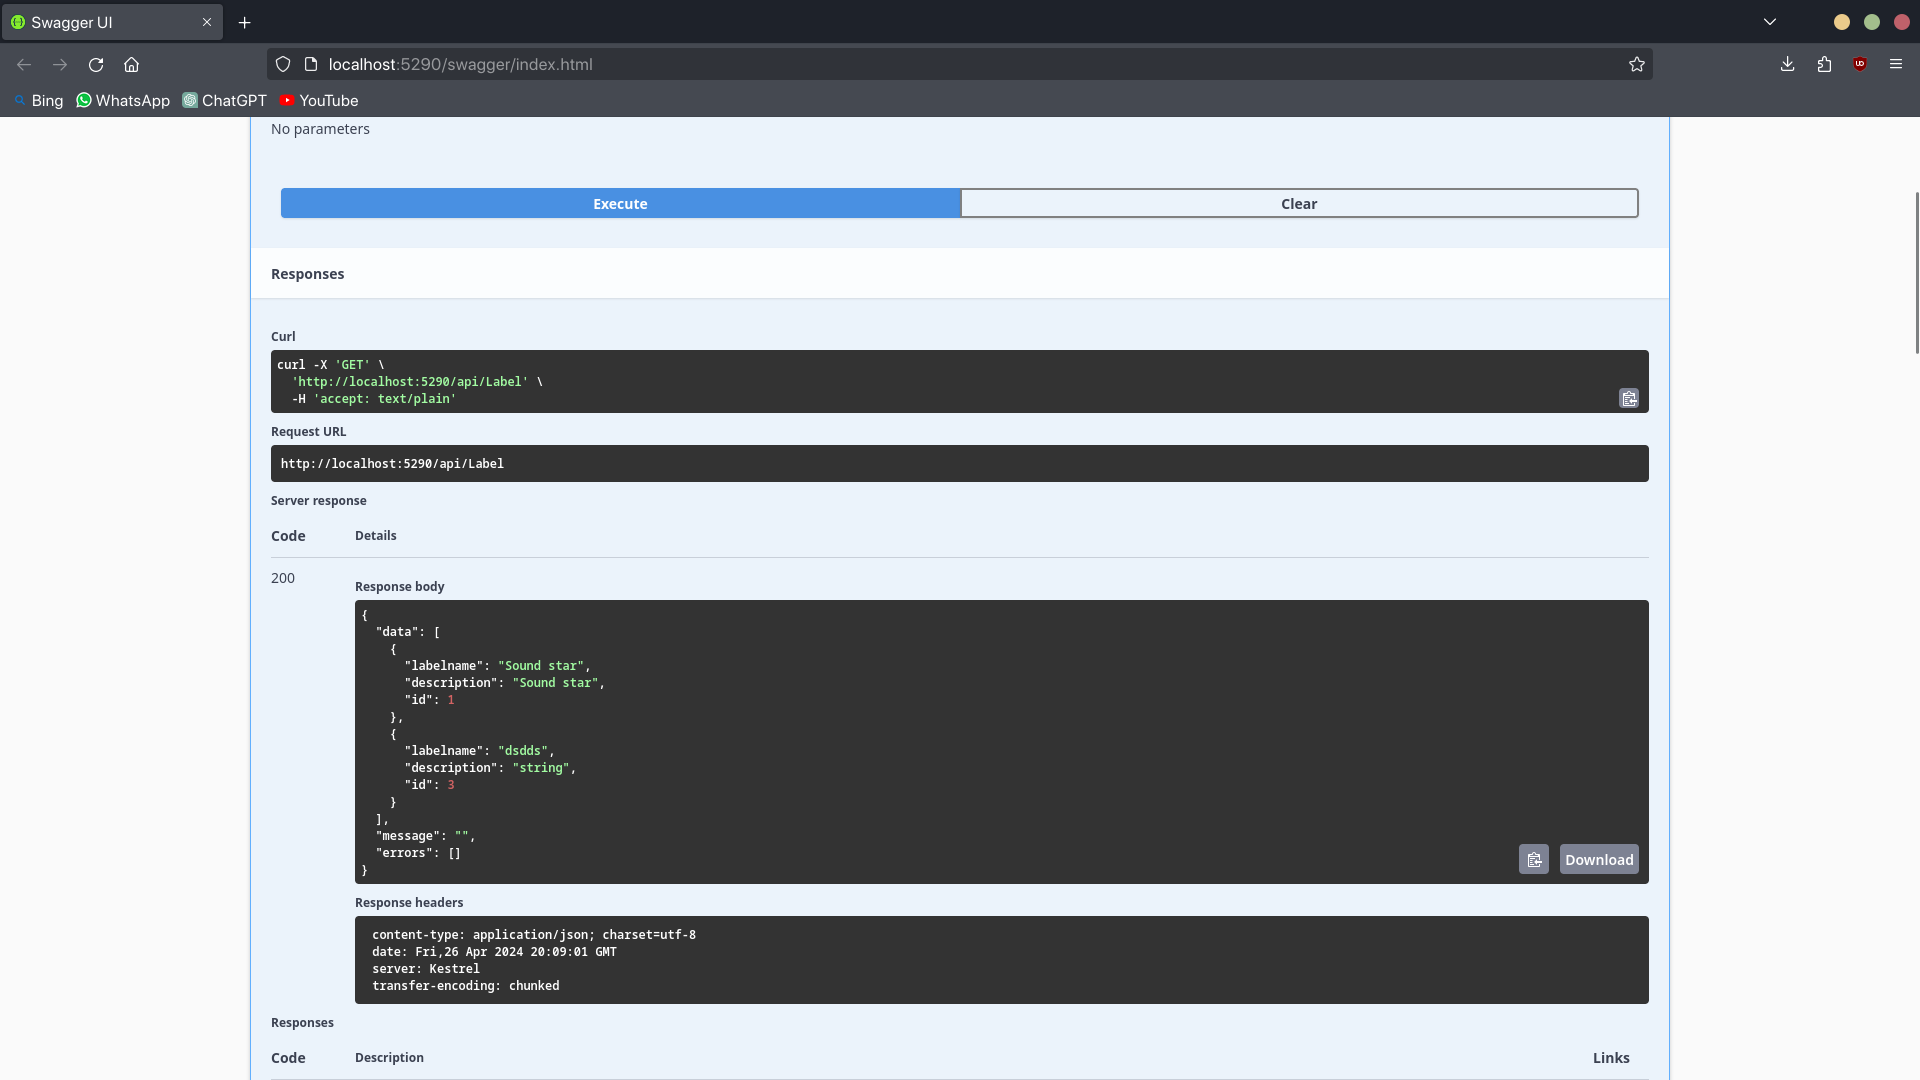 Swagger UI
localhost:5290/swagger/index.html
UD
Bing WhatsApp ChatGPT YouTube
No parameters
Execute Clear
Responses
Curl
curl -X 'GET' \
  'http://localhost:5290/api/Label' \
  -H 'accept: text/plain'
Request URL
http://localhost:5290/api/Label
Server response
Code Details
200
Response body
{
  "data": [
    {
      "labelname": "Sound star",
      "description": "Sound star",
      "id": 1
    },
    {
      "labelname": "dsdds",
      "description": "string",
      "id": 3
    }
  ],
  "message": "",
  "errors": []
}
Download
Response headers
content-type: application/json; charset=utf-8
date: Fri,26 Apr 2024 20:09:01 GMT
server: Kestrel
transfer-encoding: chunked
Responses
Code Description Links